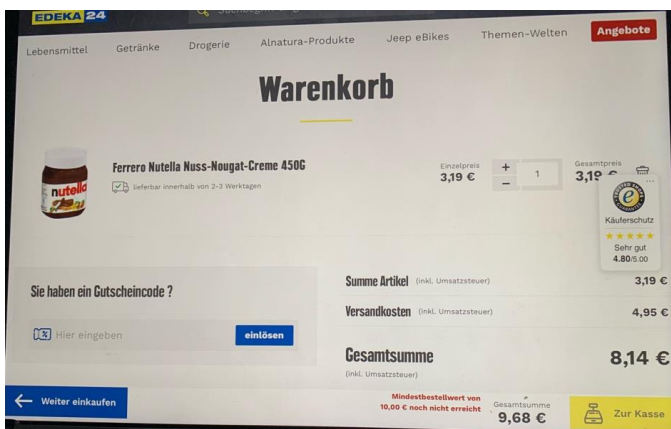 EDEKA 24
Lebensmittel Getränke Drogerie Alnatura-Produkte Jeep eBikes Themen-Welten Angebote
Warenkorb
nutella
Ferrero Nutella Nuss-Nougat-Creme 450G
lieferbar innerhalb von 2-3 Werktagen
Einzelpreis
3,19 €
+
1
−
Gesamtpreis
3,19 €
e
Käuferschutz
★★★★★
Sehr gut
4.80/5.00
Sie haben ein Gutscheincode ?
Hier eingeben
einlösen
Summe Artikel (inkl. Umsatzsteuer) 3,19 €
Versandkosten (inkl. Umsatzsteuer) 4,95 €
Gesamtsumme 8,14 €
(inkl. Umsatzsteuer)
← Weiter einkaufen
Mindestbestellwert von
10,00 € noch nicht erreicht
Gesamtsumme
9,68 €
Zur Kasse